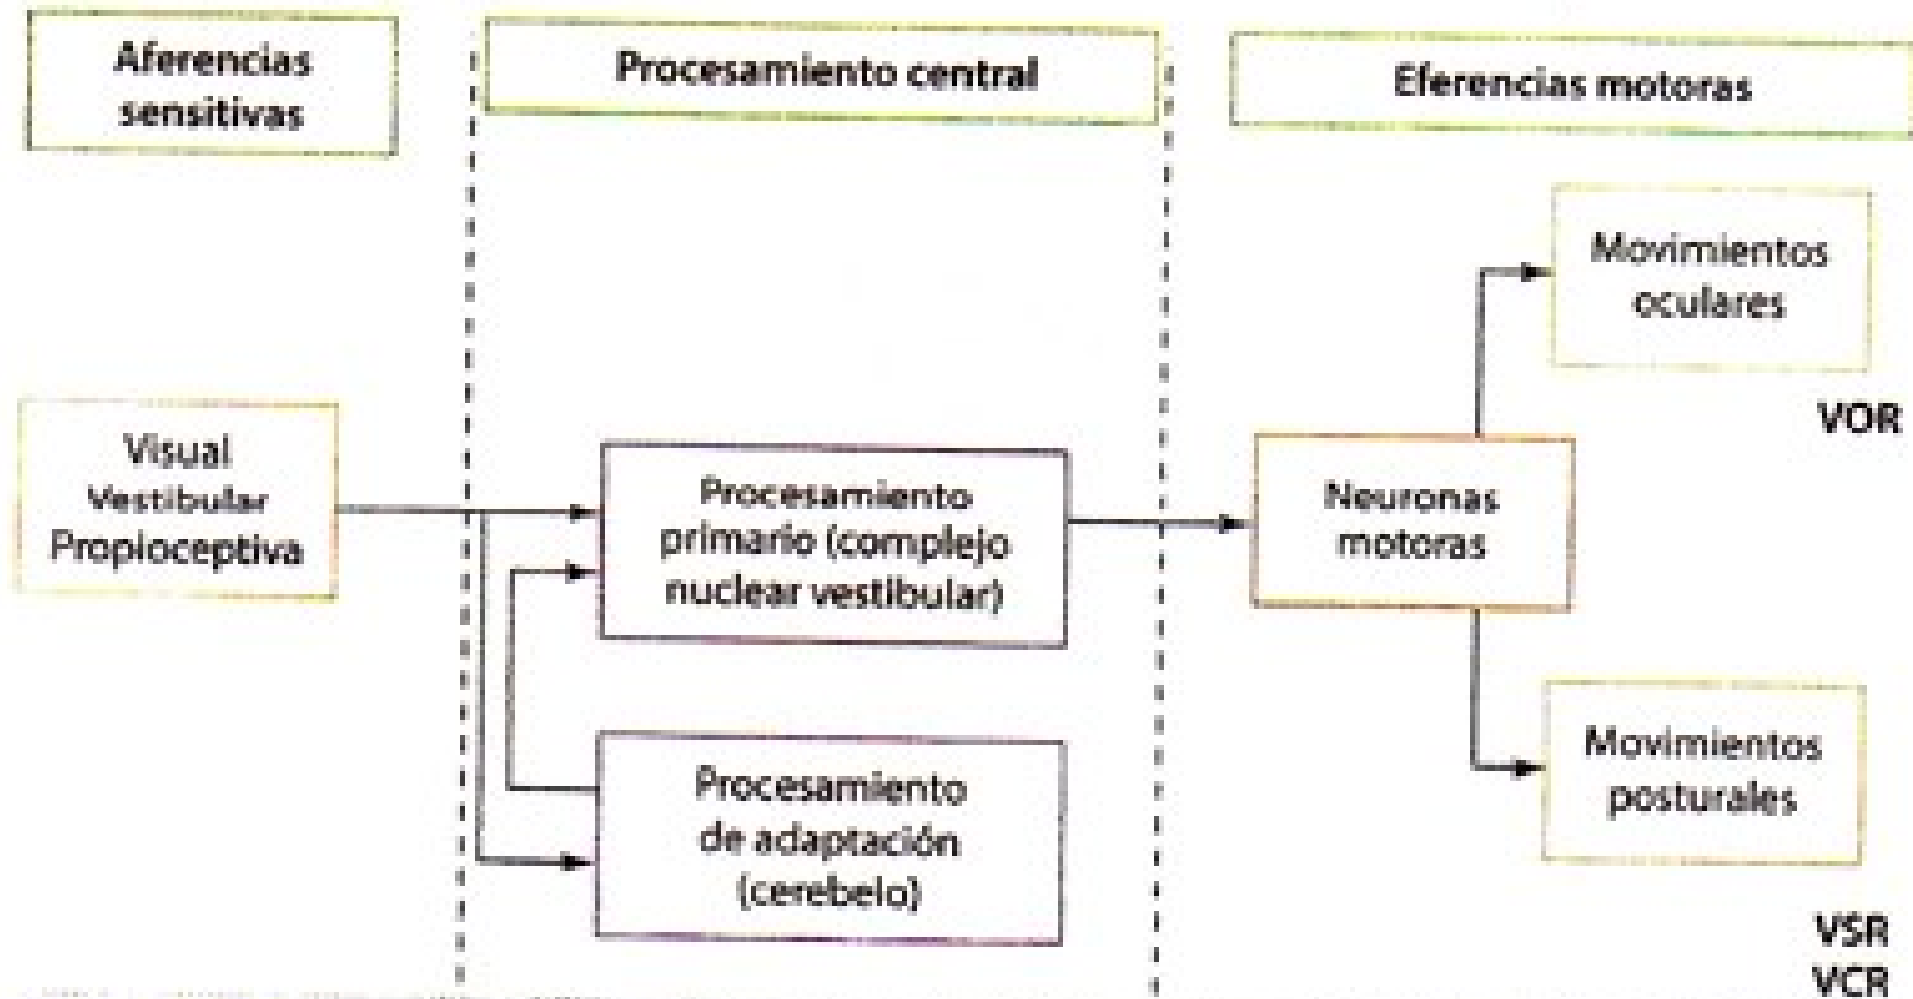 Aferencias
sensitivas
Procesamiento central
Eferencias motoras
Movimientos
oculares
VOR
Visual
Vestibular
Propioceptiva
Procesamiento
primario (complejo
nuclear vestibular)
Neuronas
motoras
Procesamiento
de adaptación
(cerebelo)
Movimientos
posturales
VSR
VCR